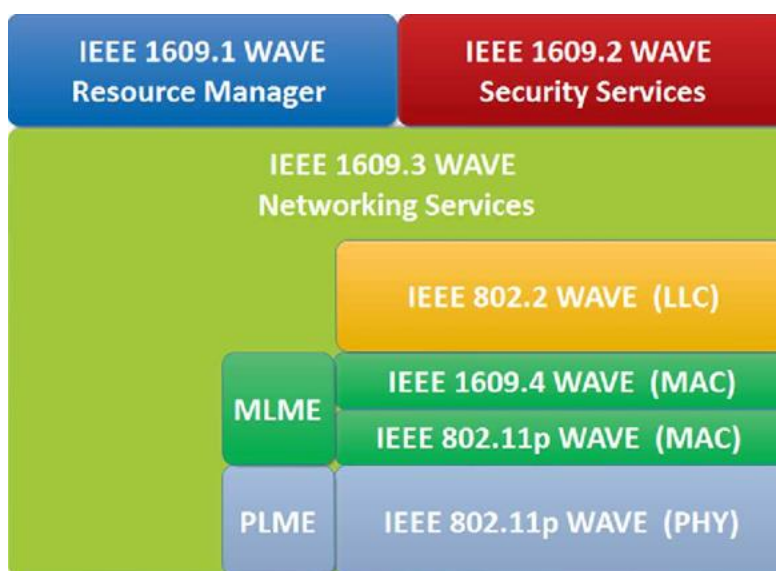 IEEE 1609.1 WAVE
Resource Manager
IEEE 1609.2 WAVE
Security Services
IEEE 1609.3 WAVE
Networking Services
IEEE 802.2 WAVE (LLC)
MLME
IEEE 1609.4 WAVE (MAC)
IEEE 802.11p WAVE (MAC)
PLME
IEEE 802.11p WAVE (PHY)